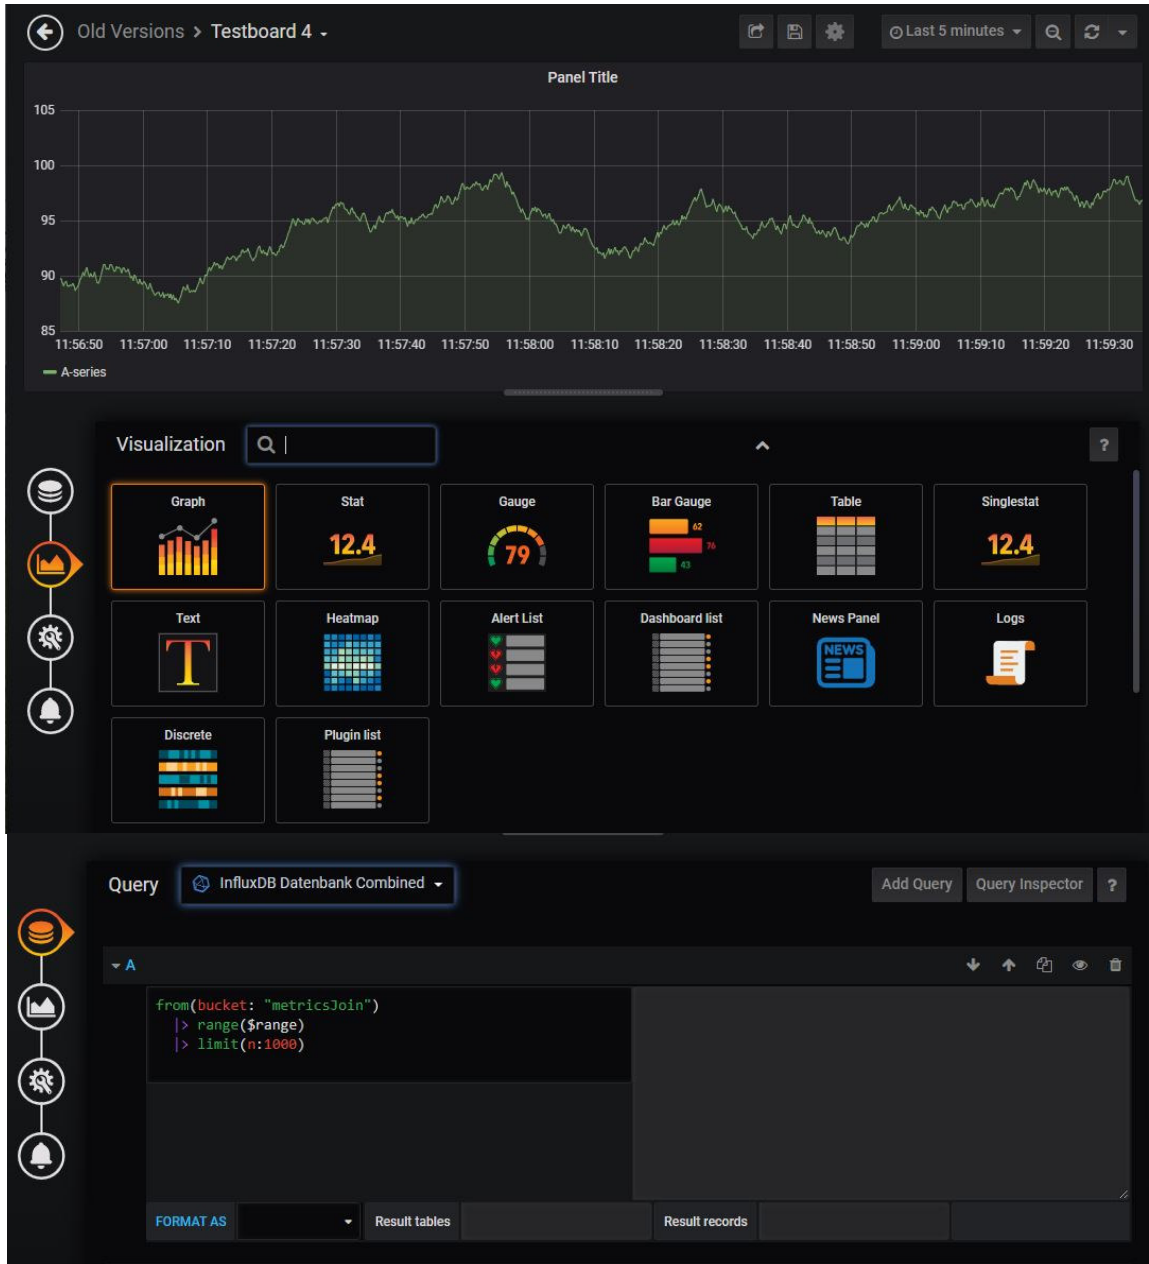 Old Versions > Testboard 4
Last 5 minutes
Panel Title
105
100
95
90
85
11:56:50 11:57:00 11:57:10 11:57:20 11:57:30 11:57:40 11:57:50 11:58:00 11:58:10 11:58:20 11:58:30 11:58:40 11:58:50 11:59:00 11:59:10 11:59:20 11:59:30
A-series
Visualization
?
Graph Stat Gauge Bar Gauge Table Singlestat
12.4 79 62 76 43 12.4
Text Heatmap Alert List Dashboard list News Panel Logs
T NEWS
Discrete Plugin list
Query InfluxDB Datenbank Combined Add Query Query Inspector ?
A
from(bucket: "metricsJoin")
|> range($range)
|> limit(n:1000)
FORMAT AS Result tables Result records